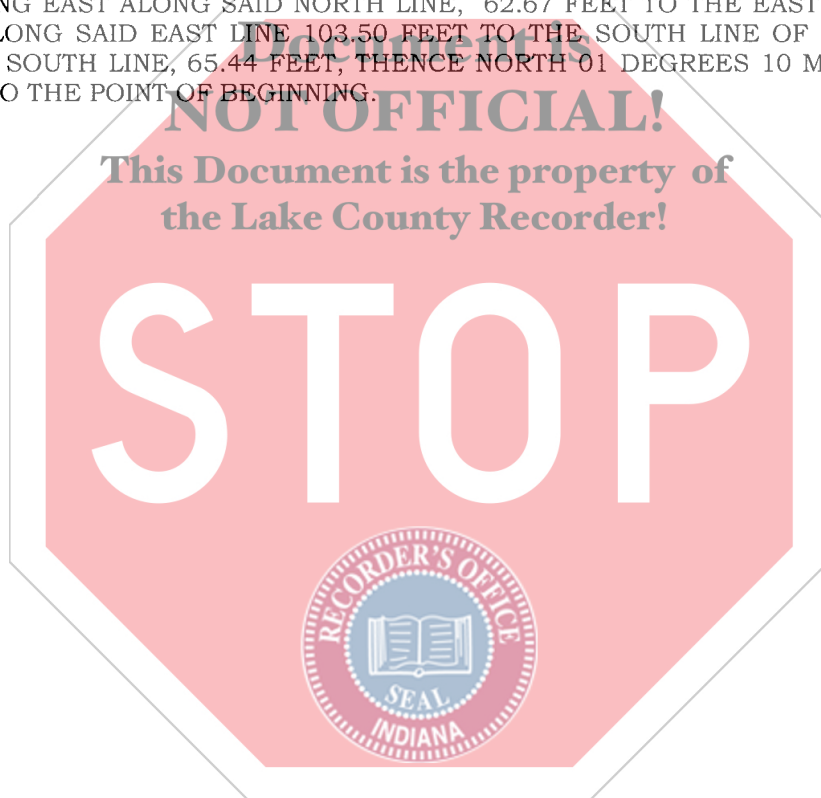 NG EAST ALONG SAID NORTH LINE, 62.67 FEET TO THE EAST
ONG SAID EAST LINE 103.50 FEET TO THE SOUTH LINE OF
SOUTH LINE, 65.44 FEET, THENCE NORTH 01 DEGREES 10 M
O THE POINT OF BEGINNING.
Document is
NOT OFFICIAL!
This Document is the property of
the Lake County Recorder!
STOP
RECORDER'S OFFICE
SEAL
INDIANA